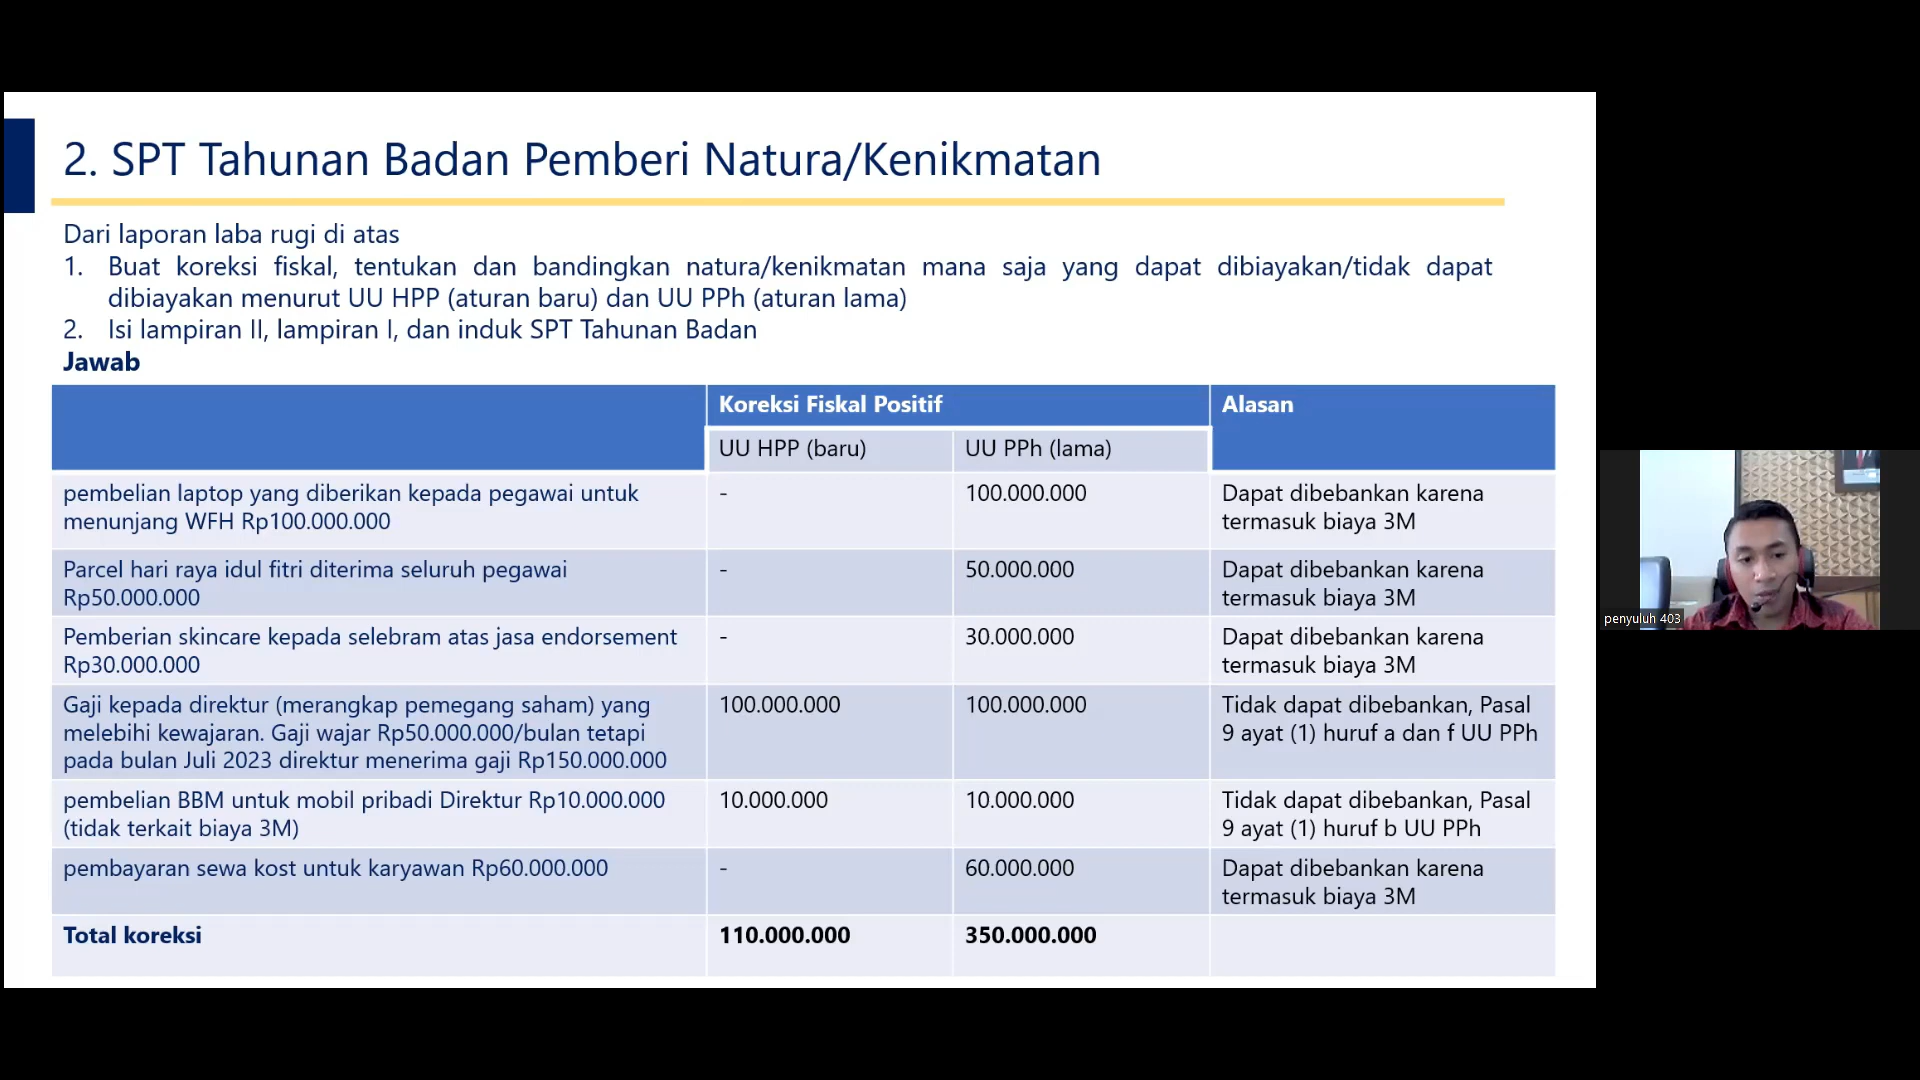 2. SPT Tahunan Badan Pemberi Natura/Kenikmatan
Dari laporan laba rugi di atas
1. Buat koreksi fiskal, tentukan dan bandingkan natura/kenikmatan mana saja yang dapat dibiayakan/tidak dapat
dibiayakan menurut UU HPP (aturan baru) dan UU PPh (aturan lama)
2. Isi lampiran II, lampiran I, dan induk SPT Tahunan Badan
Jawab
Koreksi Fiskal Positif
Alasan
UU HPP (baru)
UU PPh (lama)
pembelian laptop yang diberikan kepada pegawai untuk
menunjang WFH Rp100.000.000
-
100.000.000
Dapat dibebankan karena
termasuk biaya 3M
Parcel hari raya idul fitri diterima seluruh pegawai
Rp50.000.000
-
50.000.000
Dapat dibebankan karena
termasuk biaya 3M
Pemberian skincare kepada selebram atas jasa endorsement
Rp30.000.000
-
30.000.000
Dapat dibebankan karena
termasuk biaya 3M
Gaji kepada direktur (merangkap pemegang saham) yang
melebihi kewajaran. Gaji wajar Rp50.000.000/bulan tetapi
pada bulan Juli 2023 direktur menerima gaji Rp150.000.000
100.000.000
100.000.000
Tidak dapat dibebankan, Pasal
9 ayat (1) huruf a dan f UU PPh
pembelian BBM untuk mobil pribadi Direktur Rp10.000.000
(tidak terkait biaya 3M)
10.000.000
10.000.000
Tidak dapat dibebankan, Pasal
9 ayat (1) huruf b UU PPh
pembayaran sewa kost untuk karyawan Rp60.000.000
-
60.000.000
Dapat dibebankan karena
termasuk biaya 3M
Total koreksi
110.000.000
350.000.000
penyuluh 403